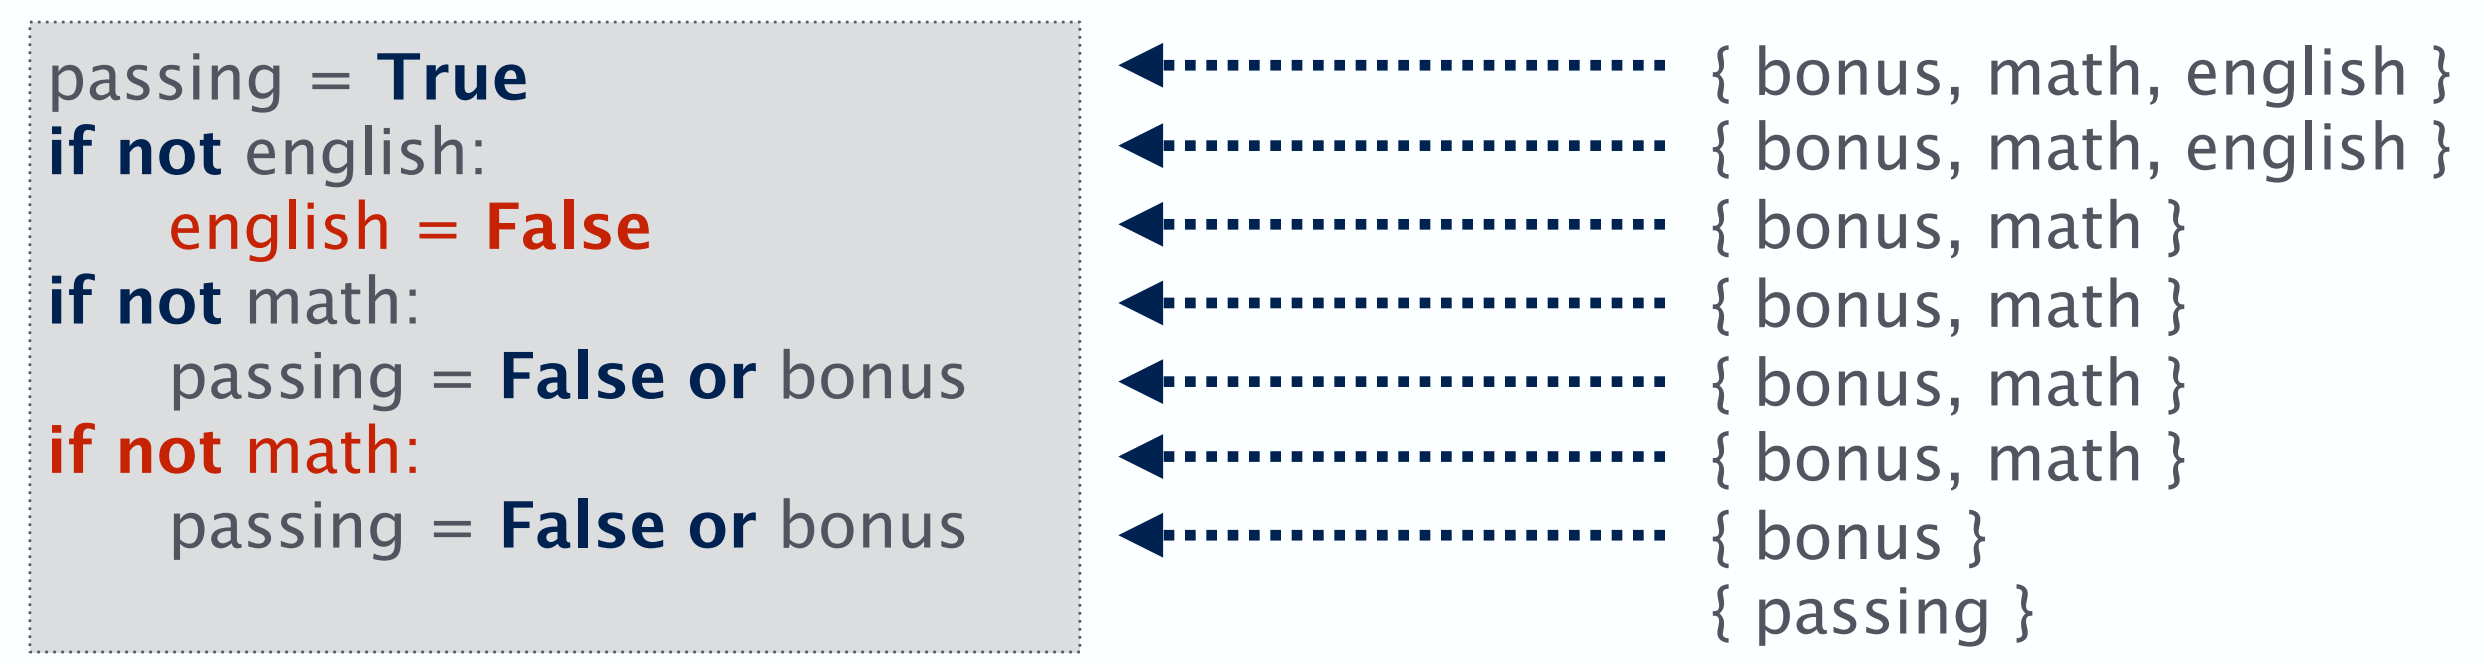 passing = True
if not english:
    english = False
if not math:
    passing = False or bonus
if not math:
    passing = False or bonus
{ bonus, math, english }
{ bonus, math, english }
{ bonus, math }
{ bonus, math }
{ bonus, math }
{ bonus, math }
{ bonus }
{ passing }